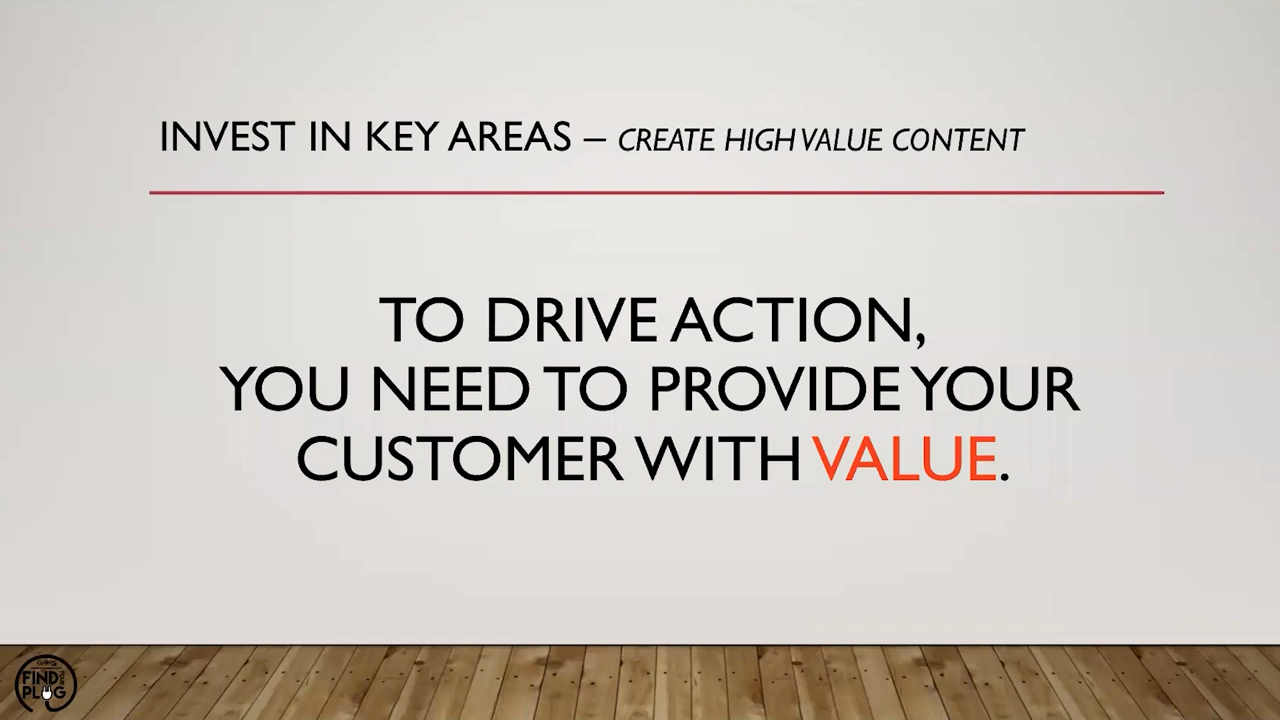 INVEST IN KEY AREAS – CREATE HIGH VALUE CONTENT
TO DRIVE ACTION,
YOU NEED TO PROVIDE YOUR
CUSTOMER WITH VALUE.
FIND
PLUG